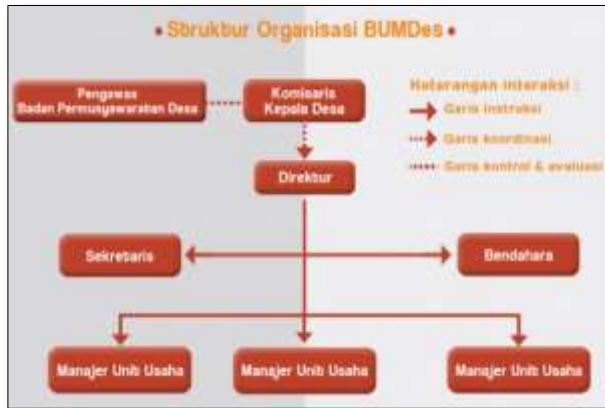 • Struktur Organisasi BUMDes •
Pengawas
Badan Permusyawaratan Desa
Komisaris
Kepala Desa
Keterangan interaksi :
Garis instruksi
Garis koordinasi
Garis kontrol & evaluasi
Direktur
Sekretaris
Bendahara
Manajer Unit Usaha
Manajer Unit Usaha
Manajer Unit Usaha